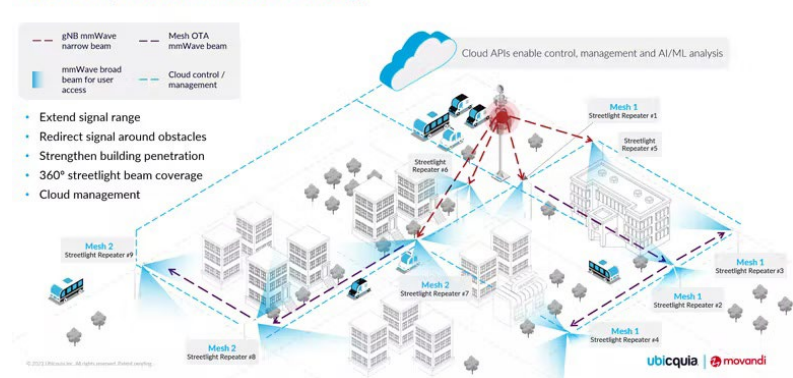 gNB mmWave
narrow beam
Mesh OTA
mmWave beam
mmWave broad
beam for user
access
Cloud control /
management
Cloud APIs enable control, management and AI/ML analysis
• Extend signal range
• Redirect signal around obstacles
• Strengthen building penetration
• 360° streetlight beam coverage
• Cloud management
Mesh 1
Streetlight Repeater #1
Streetlight
Repeater #5
Streetlight
Repeater #6
Mesh 2
Streetlight Repeater #9
Mesh 1
Streetlight Repeater #3
Mesh 2
Streetlight Repeater #7
Mesh 1
Streetlight Repeater #2
Mesh 1
Streetlight Repeater #4
Mesh 2
Streetlight Repeater #8
ubicquia
movandi
All rights reserved.